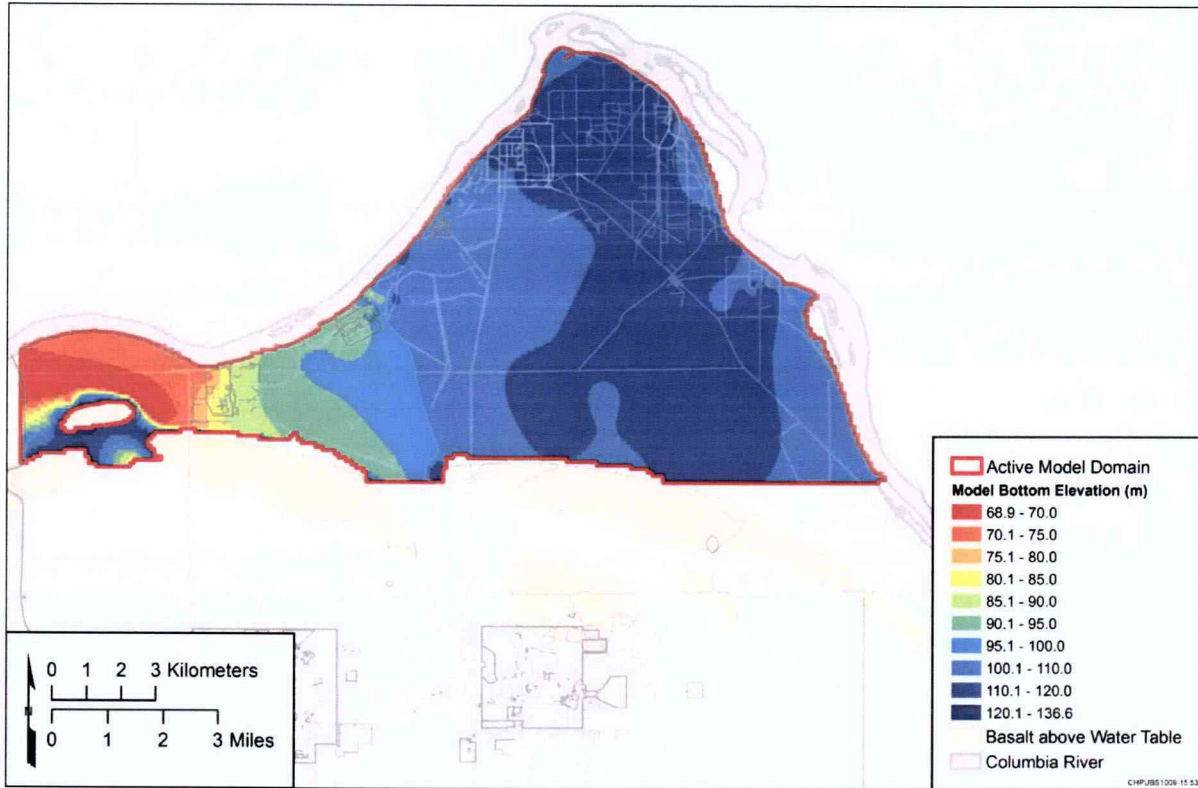 Active Model Domain
Model Bottom Elevation (m)
68.9 - 70.0
70.1 - 75.0
75.1 - 80.0
80.1 - 85.0
85.1 - 90.0
90.1 - 95.0
95.1 - 100.0
100.1 - 110.0
110.1 - 120.0
120.1 - 136.6
Basalt above Water Table
Columbia River
0 1 2 3 Kilometers
0 1 2 3 Miles
N